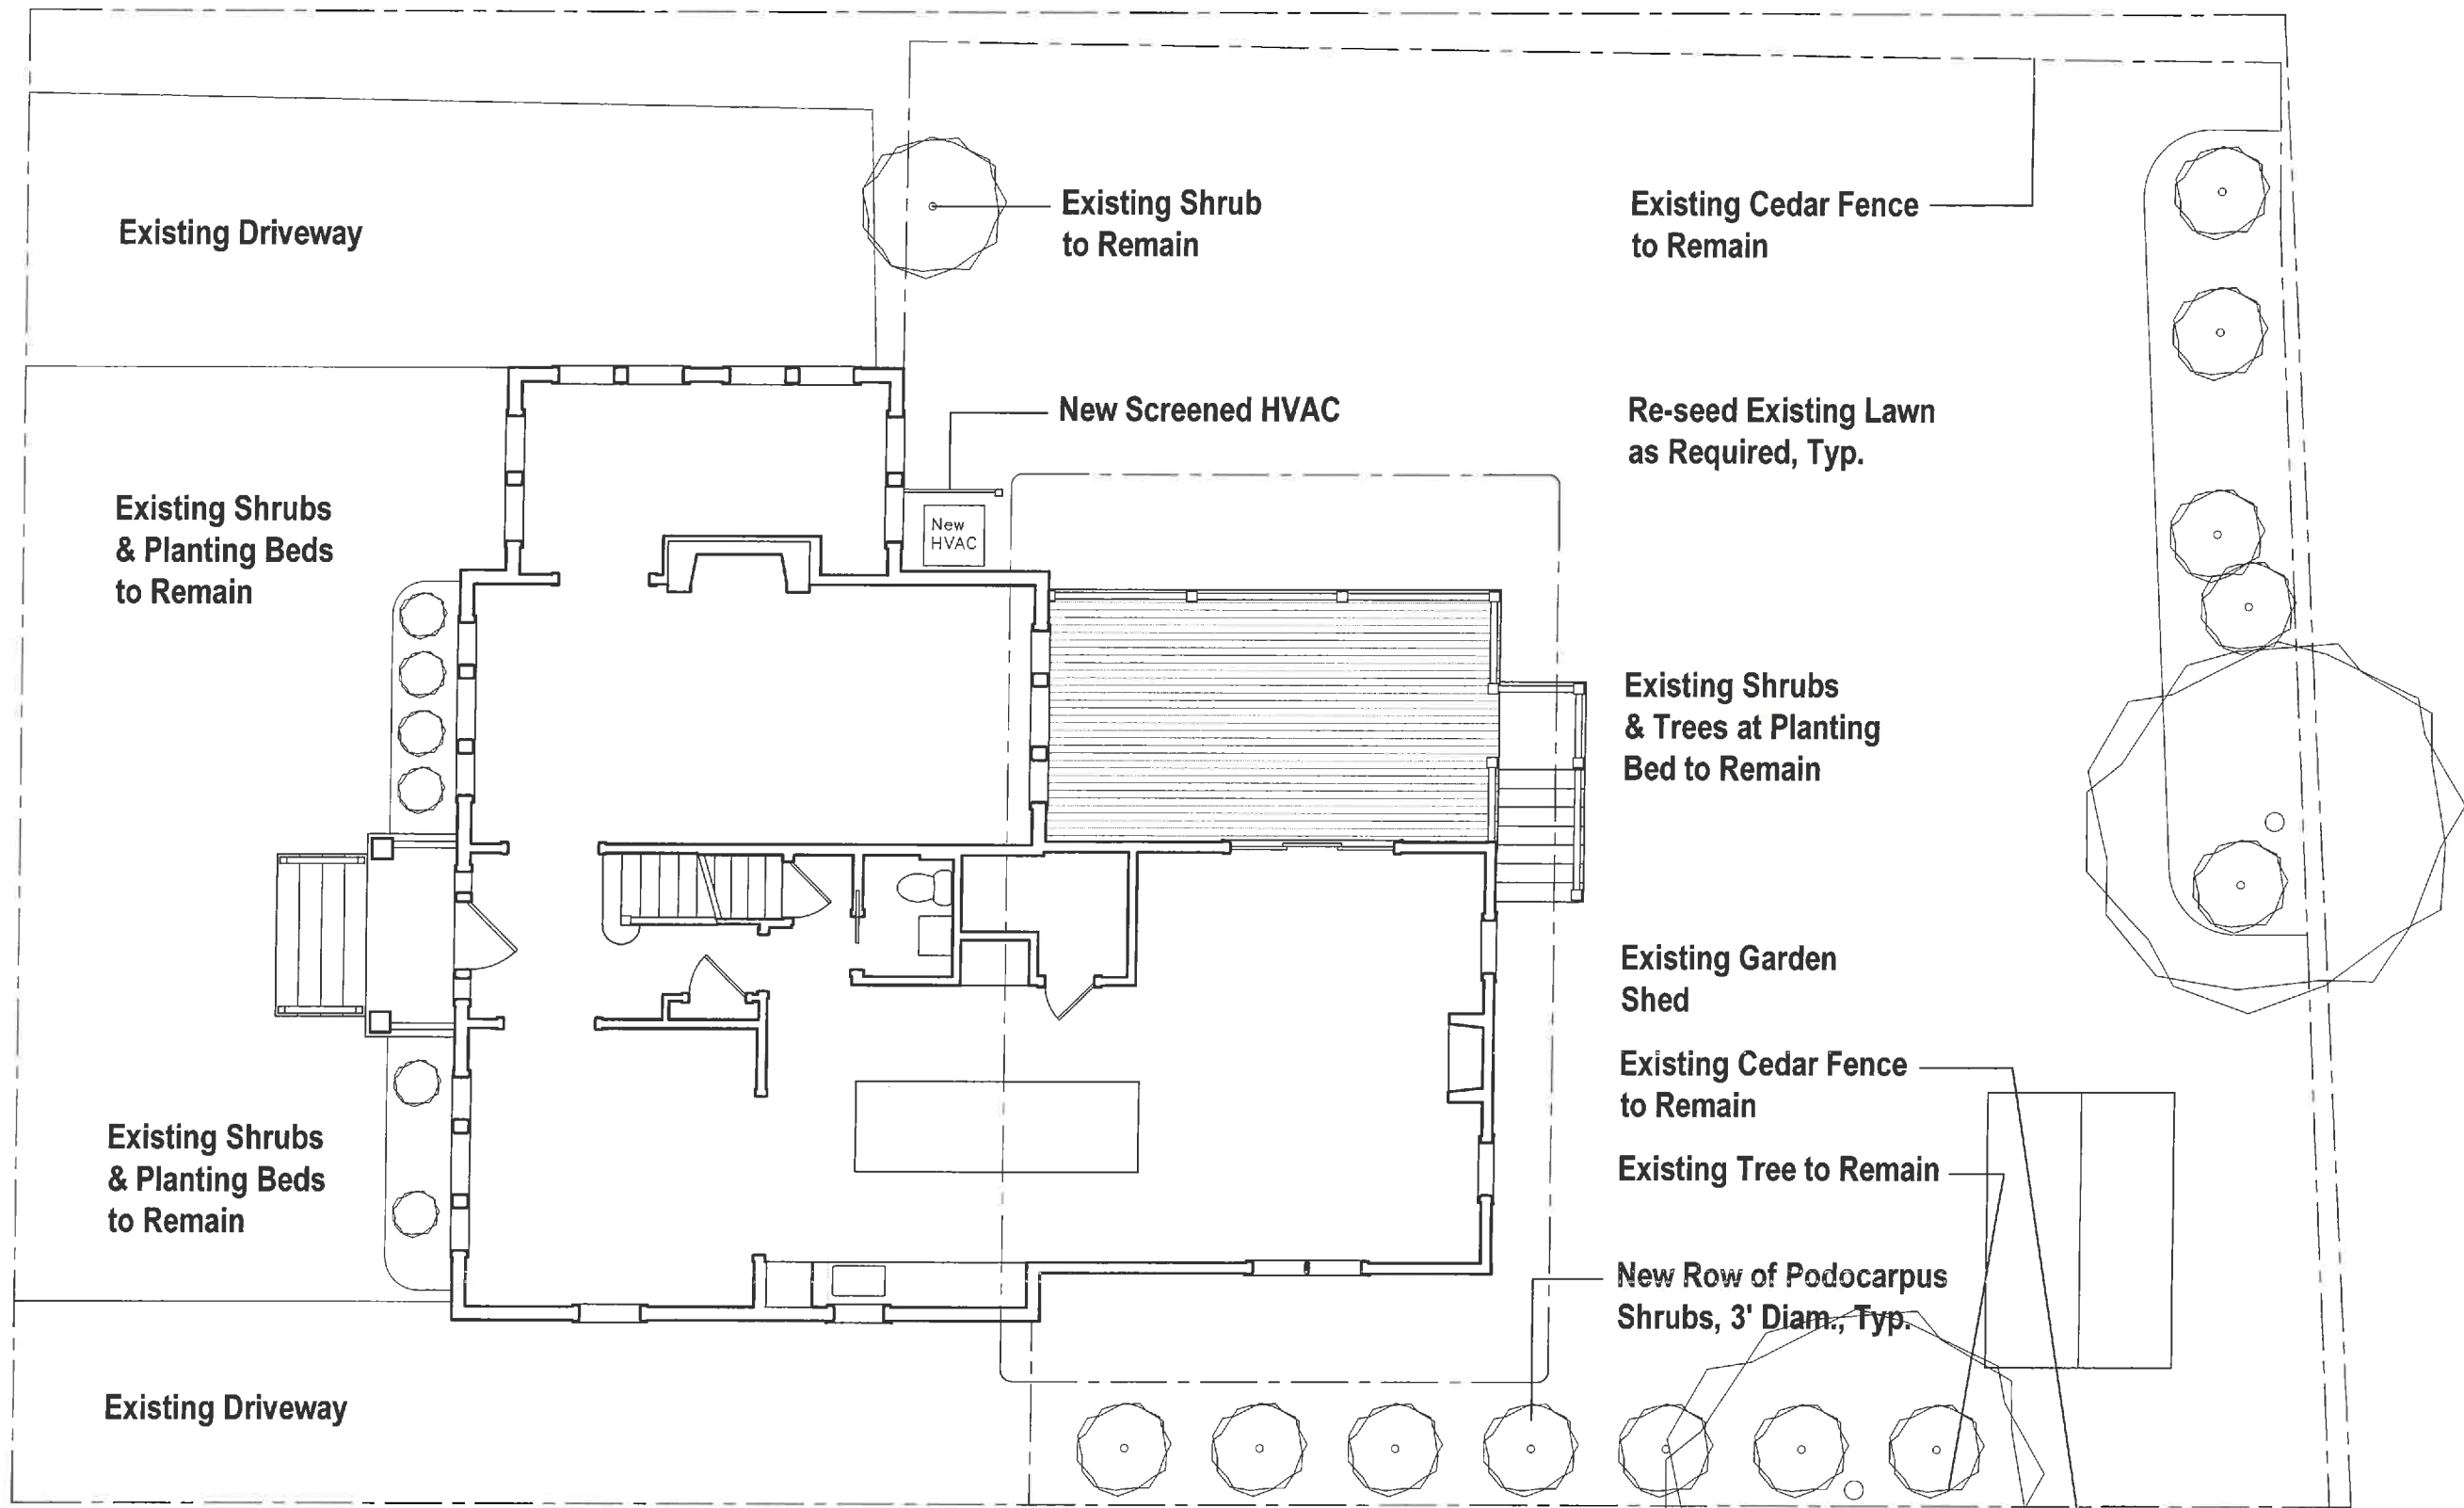 Existing Driveway
Existing Shrub
to Remain
Existing Cedar Fence
to Remain
New Screened HVAC
Re-seed Existing Lawn
as Required, Typ.
Existing Shrubs
& Planting Beds
to Remain
New
HVAC
Existing Shrubs
& Trees at Planting
Bed to Remain
Existing Garden
Shed
Existing Cedar Fence
to Remain
Existing Shrubs
& Planting Beds
to Remain
Existing Tree to Remain
New Row of Podocarpus
Shrubs, 3' Diam., Typ.
Existing Driveway